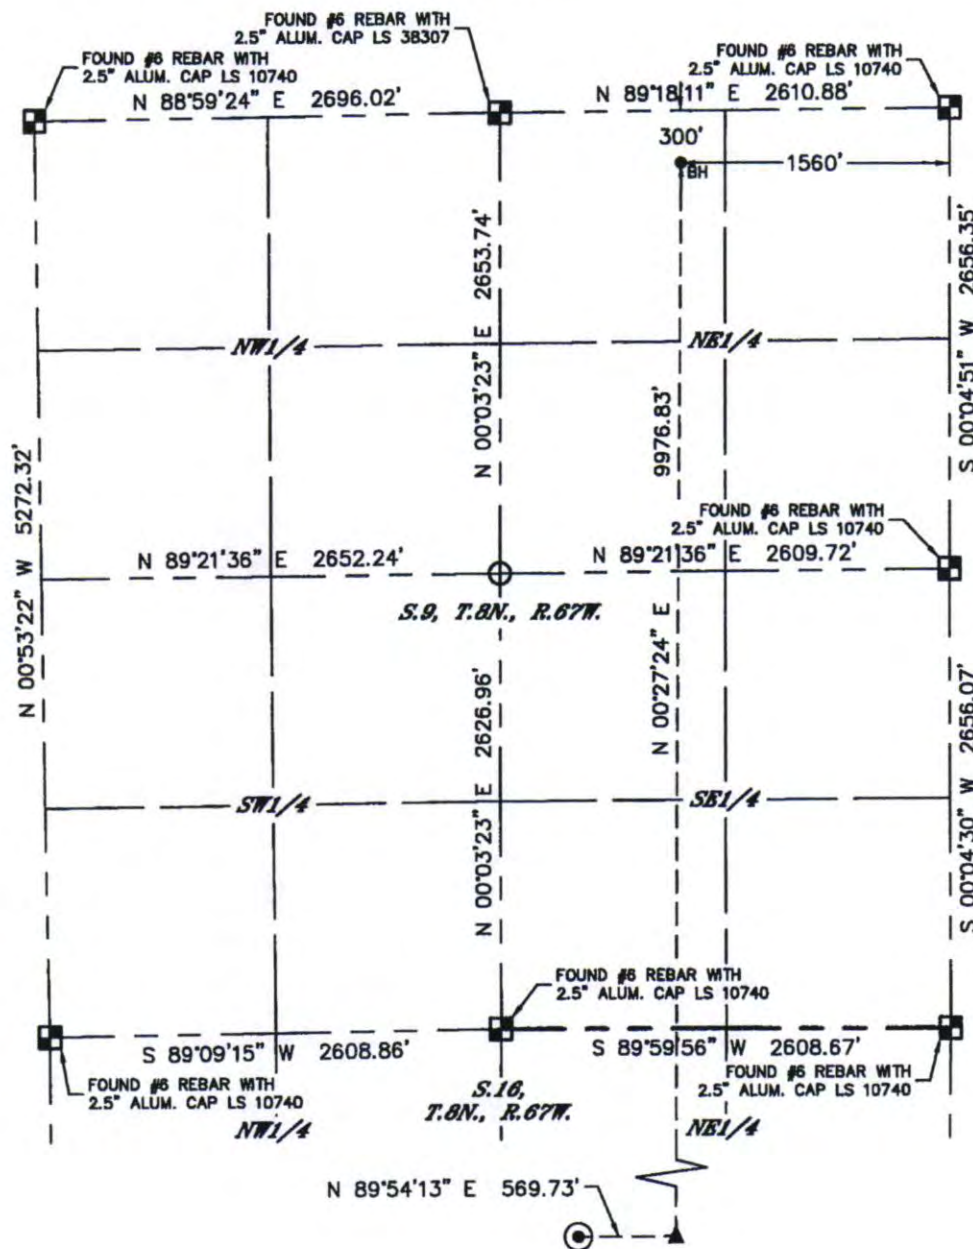 FOUND #6 REBAR WITH
2.5" ALUM. CAP LS 38307
FOUND #6 REBAR WITH
2.5" ALUM. CAP LS 10740
FOUND #6 REBAR WITH
2.5" ALUM. CAP LS 10740
N 88°59'24" E 2696.02'
N 89°18'11" E 2610.88'
300'
BH
1560'
N 00°03'23" E 2653.74'
S 00°04'51" W 2656.35'
NW1/4
NE1/4
9976.83'
N 00°53'22" W 5272.32'
FOUND #6 REBAR WITH
2.5" ALUM. CAP LS 10740
N 89°21'36" E 2652.24'
N 89°21'36" E 2609.72'
S.9, T.8N., R.67W.
N 00°27'24" E
N 00°03'23" E 2626.96'
S 00°04'30" W 2656.07'
SW1/4
SE1/4
FOUND #6 REBAR WITH
2.5" ALUM. CAP LS 10740
S 89°09'15" W 2608.86'
S 89°59'56" W 2608.67'
FOUND #6 REBAR WITH
2.5" ALUM. CAP LS 10740
FOUND #6 REBAR WITH
2.5" ALUM. CAP LS 10740
S.16,
T.8N., R.67W.
NW1/4
NE1/4
N 89°54'13" E 569.73'